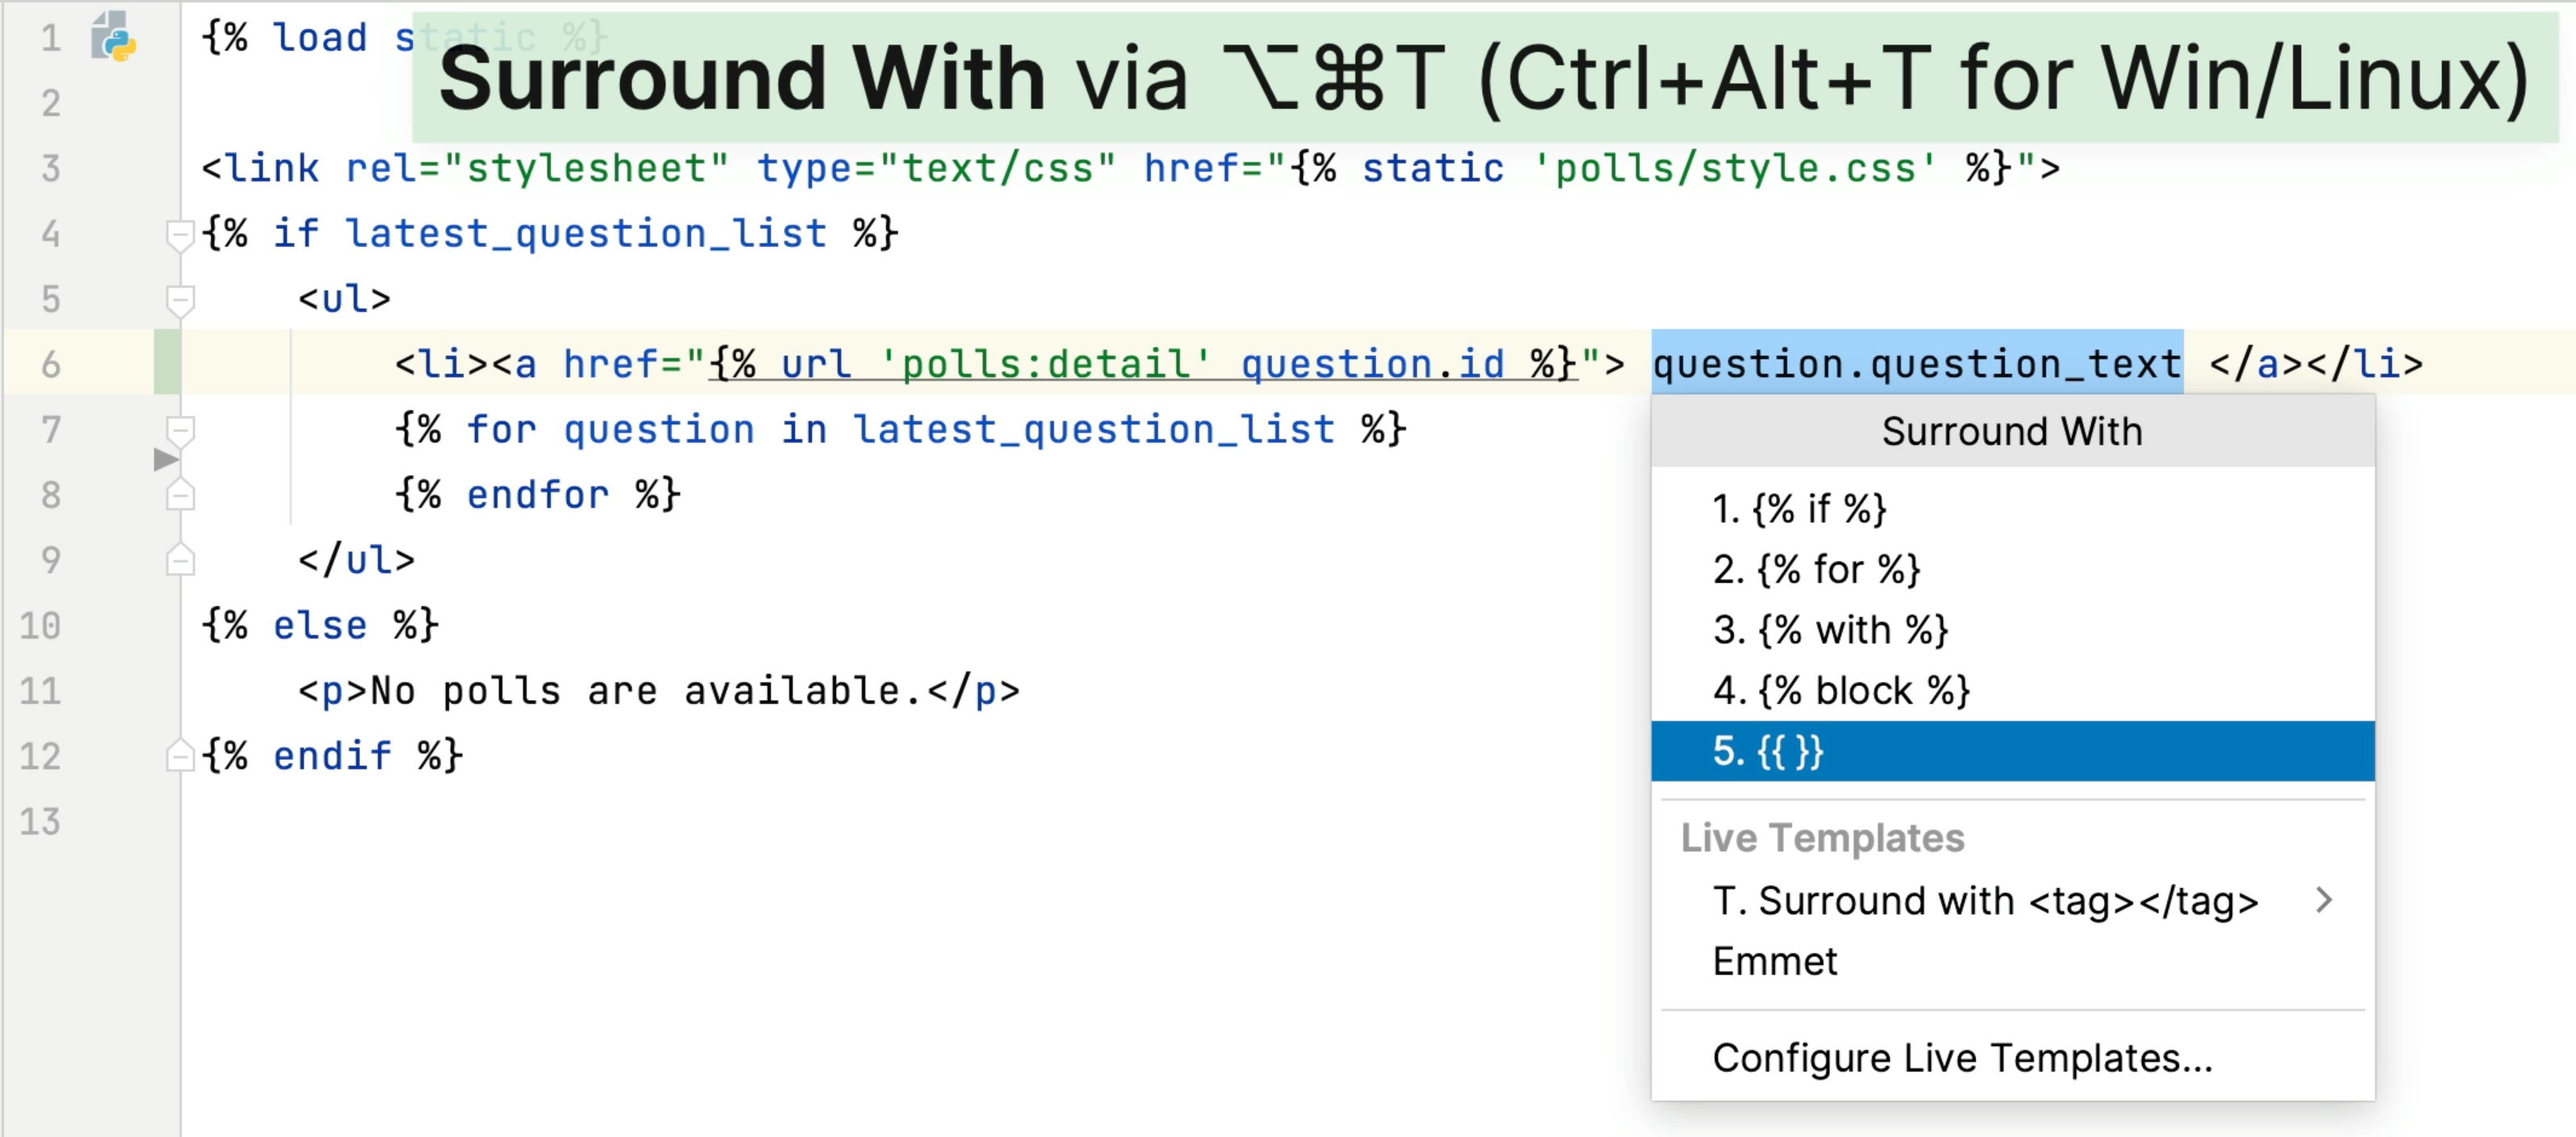 Surround With via ⌥⌘T (Ctrl+Alt+T for Win/Linux)
1 {% load static %}
2
3 <link rel="stylesheet" type="text/css" href="{% static 'polls/style.css' %}">
4 {% if latest_question_list %}
5 <ul>
6 <li><a href="{% url 'polls:detail' question.id %}"> question.question_text </a></li>
7 {% for question in latest_question_list %}
8 {% endfor %}
9 </ul>
10 {% else %}
11 <p>No polls are available.</p>
12 {% endif %}
13
Surround With
1. {% if %}
2. {% for %}
3. {% with %}
4. {% block %}
5. {{ }}
Live Templates
T. Surround with <tag></tag>
Emmet
Configure Live Templates...